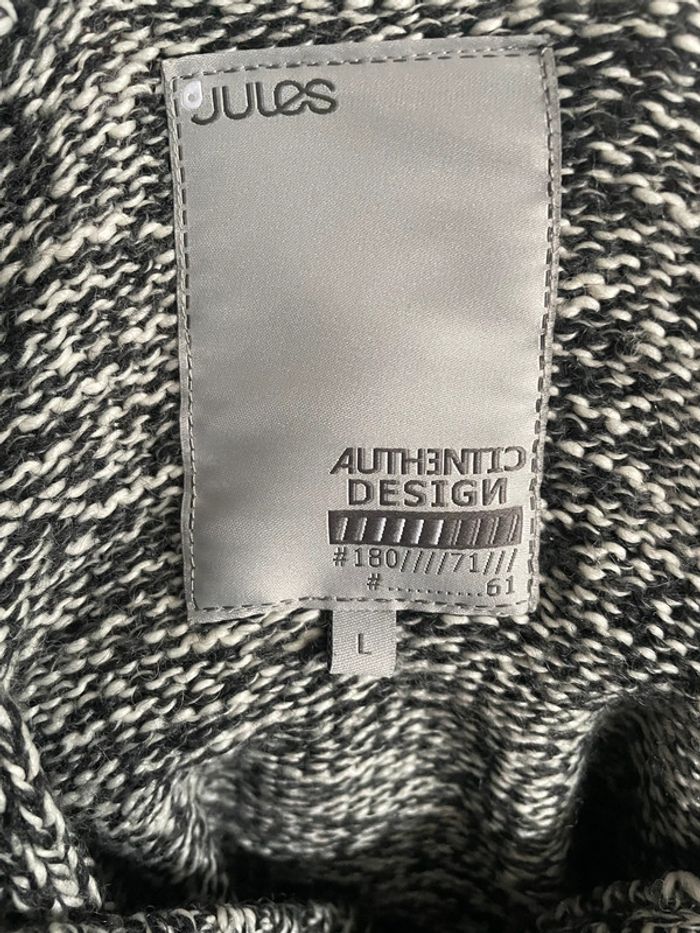 JULES
AUTHENTIC
DESIGN
#180////71///
#...........61
L